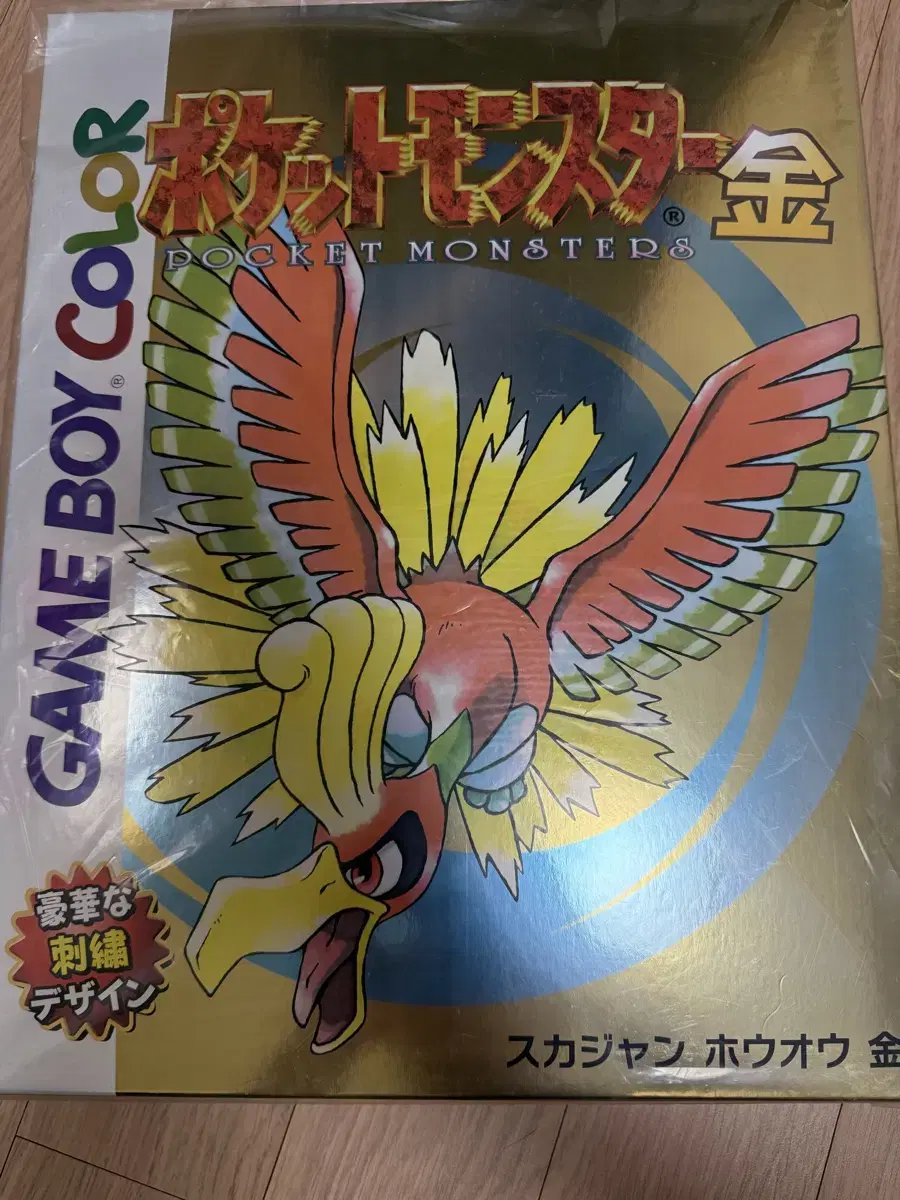 GAME BOY COLOR
®
ポケットモンスター金
®
POCKET MONSTERS
豪華な
刺繍
デザイン
スカジャン ホウオウ 金